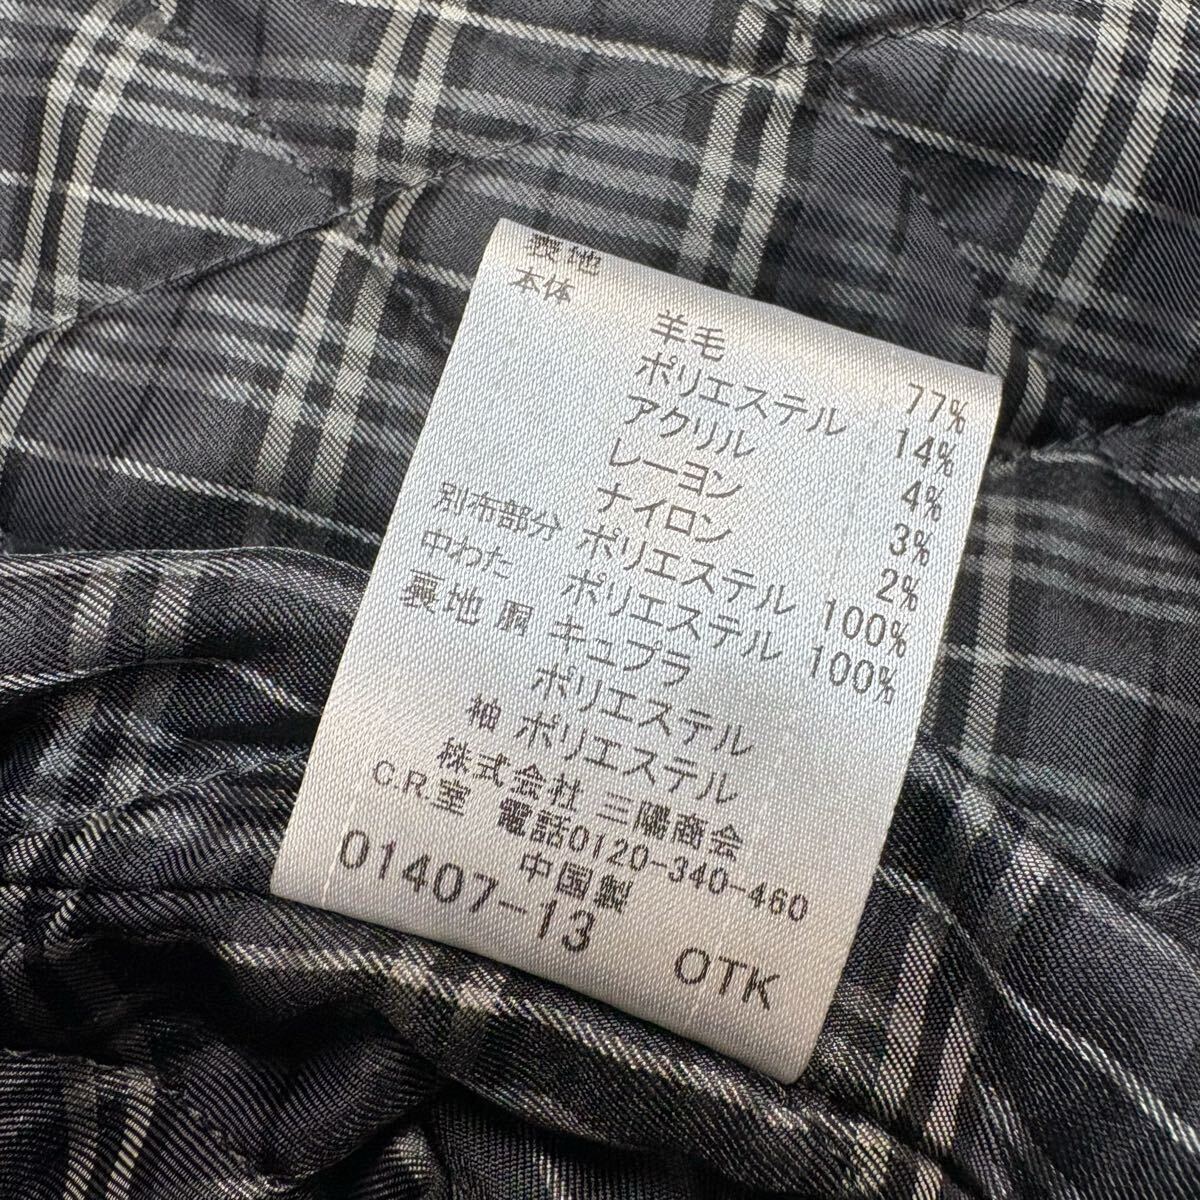 表地
本体
羊毛 77%
ポリエステル 14%
アクリル 4%
レーヨン 3%
ナイロン 2%
別布部分 ポリエステル 100%
中わた ポリエステル 100%
裏地 胴 キュプラ
ポリエステル
袖 ポリエステル
株式会社 三陽商会
C.R.室 電話0120-340-460
中国製
01407-13 OTK